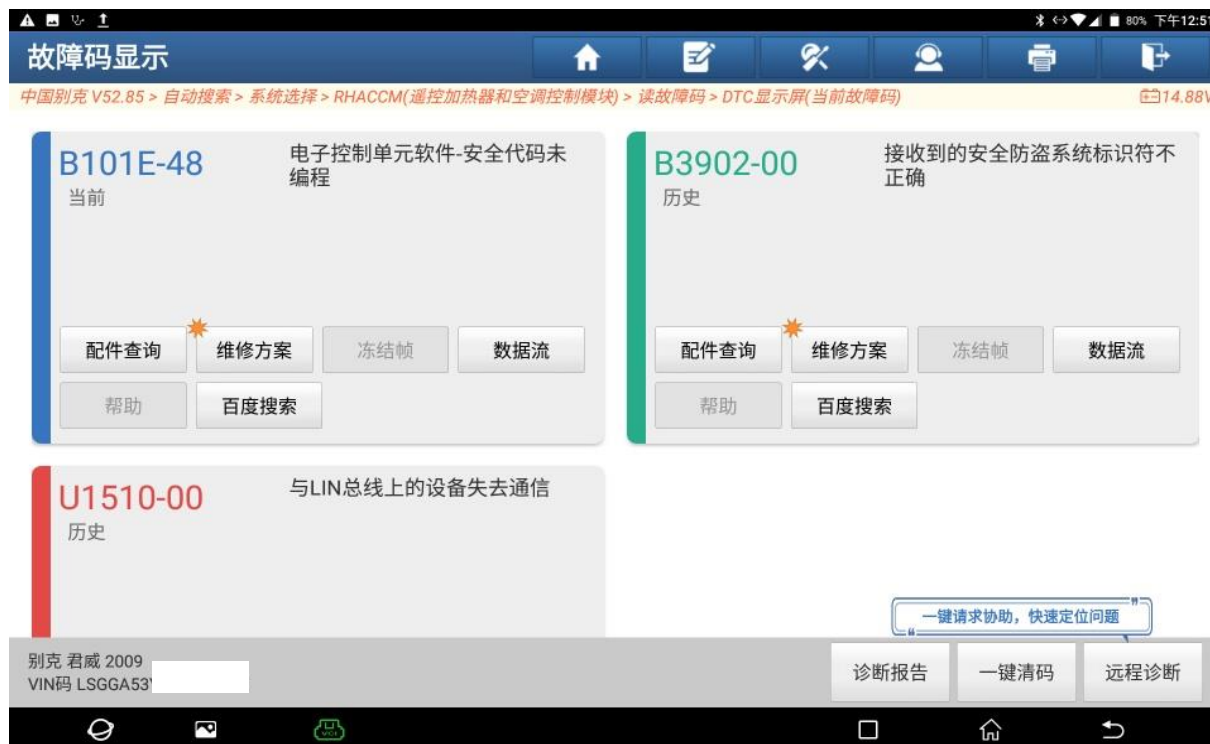 80% 下午12:51
故障码显示
中国别克 V52.85 > 自动搜索 > 系统选择 > RHACCM(遥控加热器和空调控制模块) > 读故障码 > DTC显示屏(当前故障码)
14.88V
B101E-48
当前
电子控制单元软件-安全代码未
编程
配件查询
维修方案
冻结帧
数据流
帮助
百度搜索
B3902-00
历史
接收到的安全防盗系统标识符不
正确
配件查询
维修方案
冻结帧
数据流
帮助
百度搜索
U1510-00
历史
与LIN总线上的设备失去通信
一键请求协助，快速定位问题
别克 君威 2009
VIN码 LSGGA53
诊断报告
一键清码
远程诊断
VCI